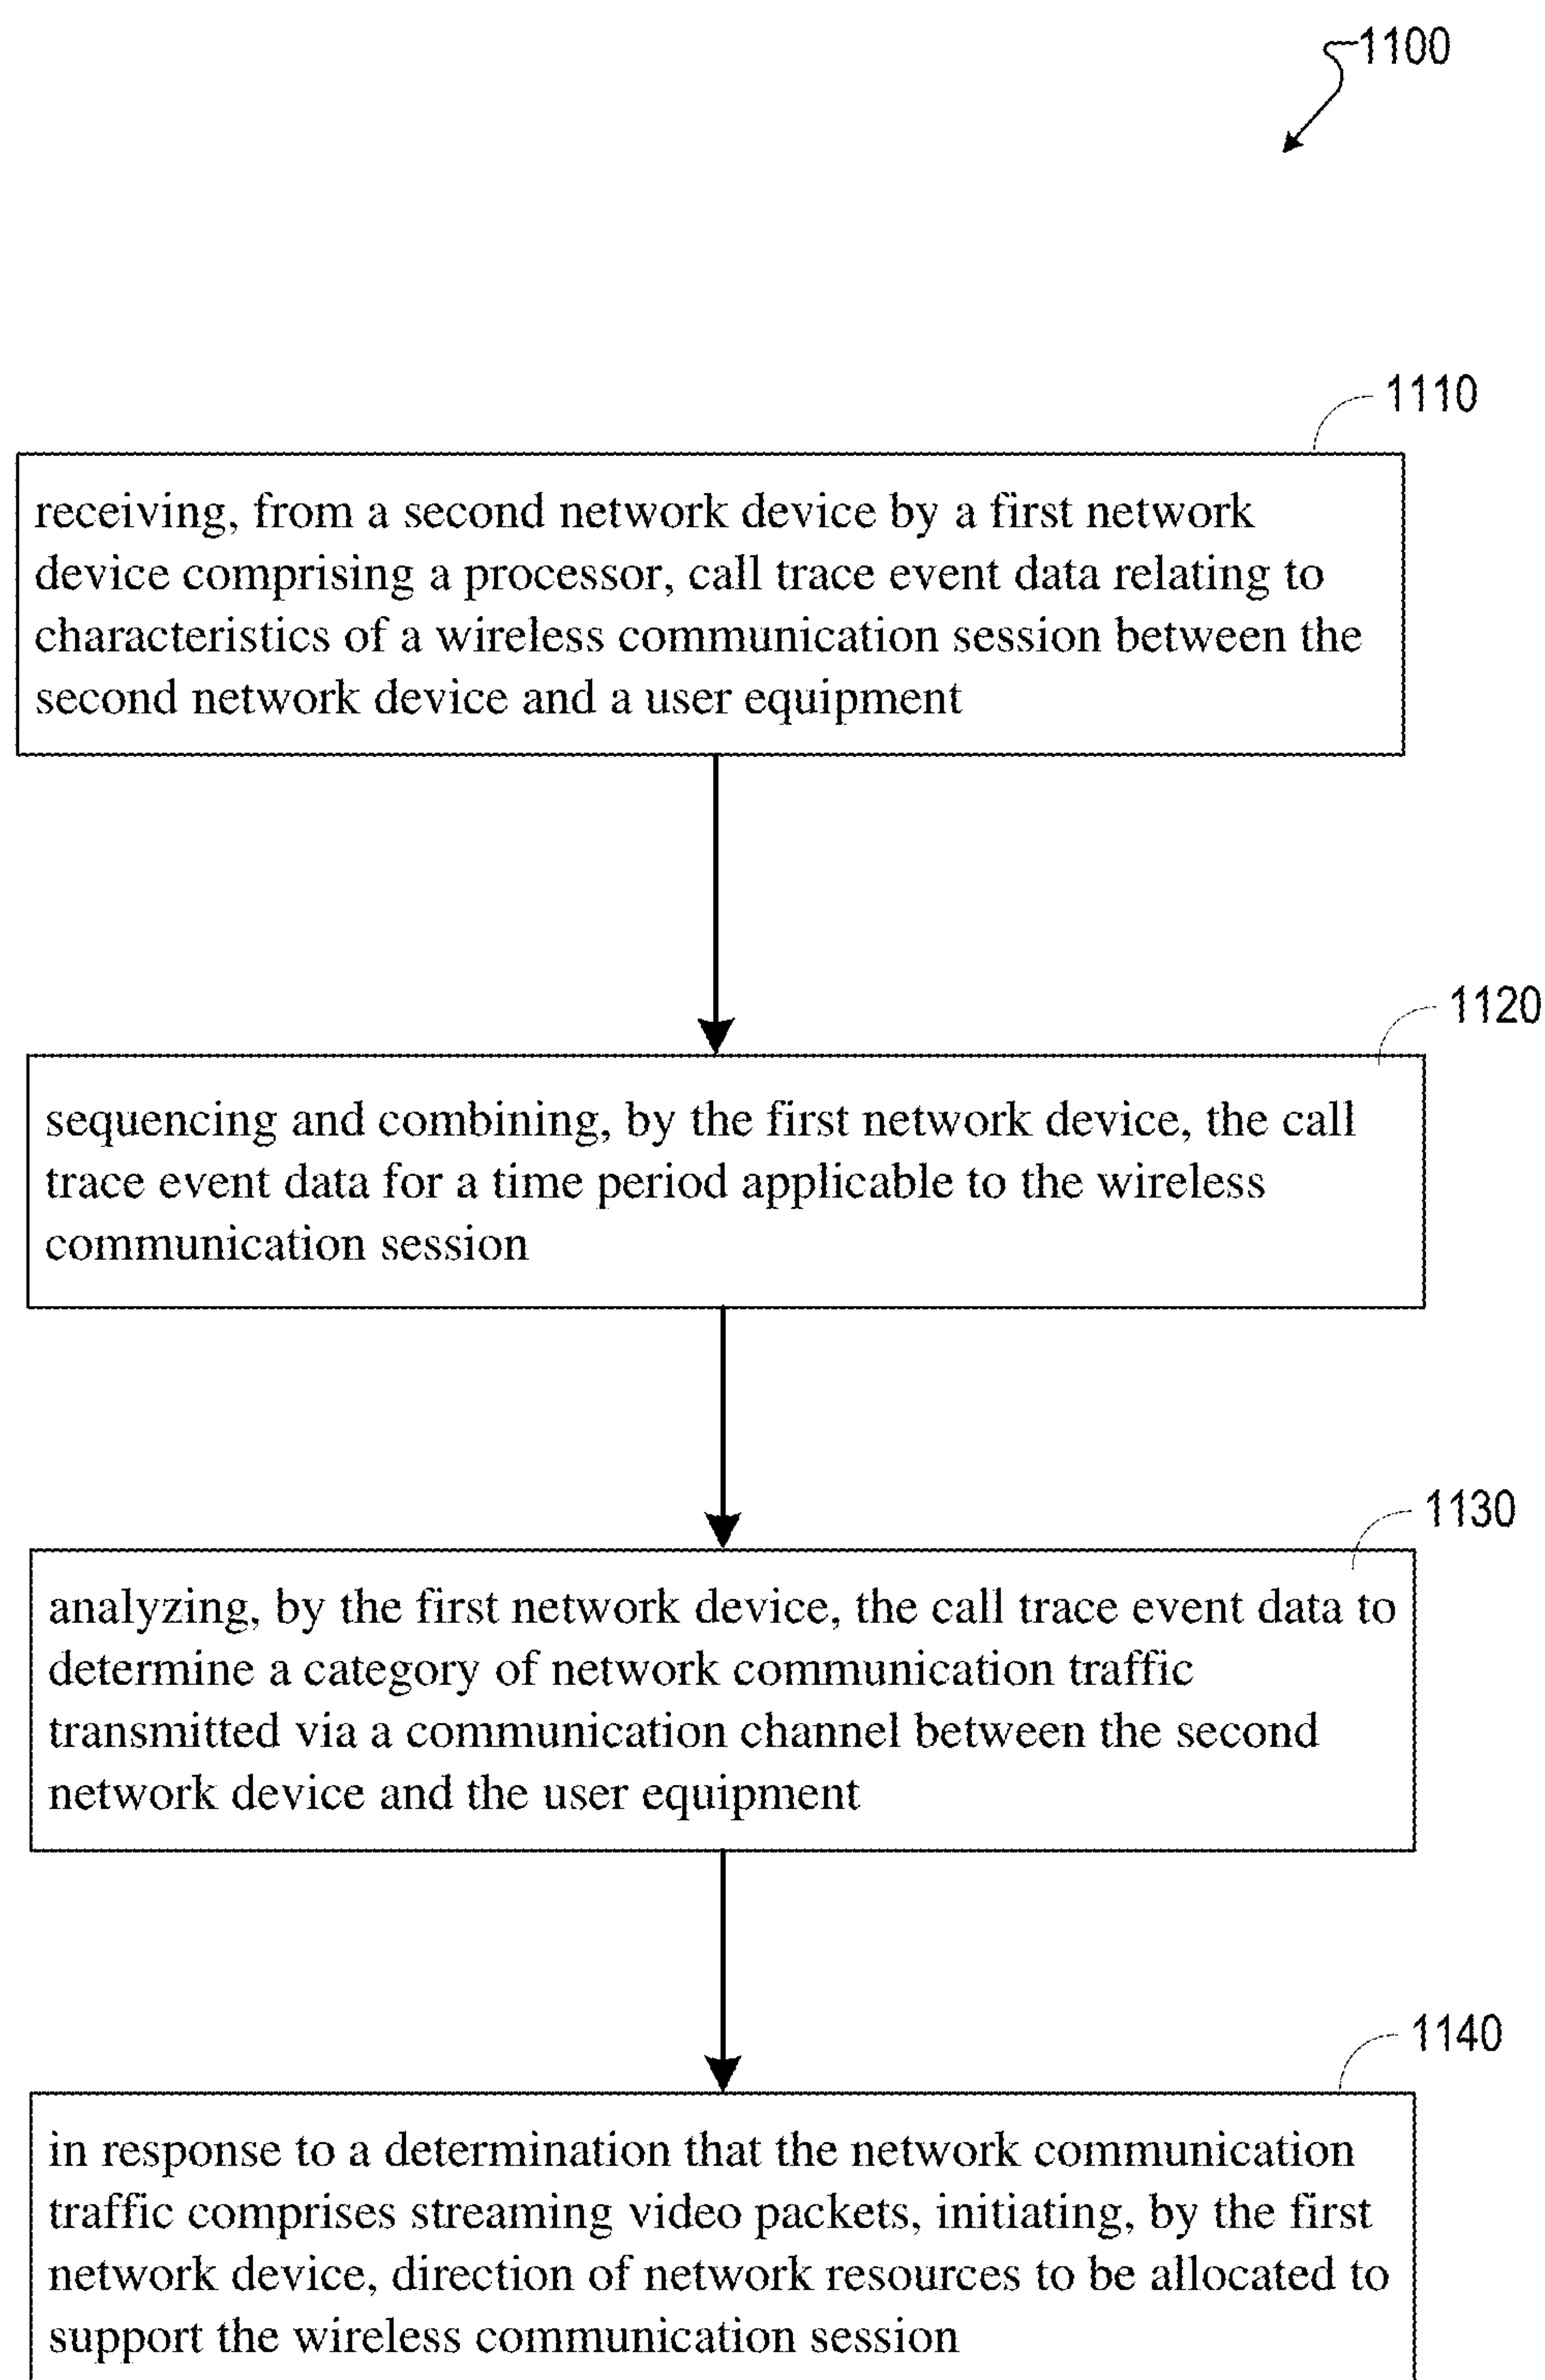 1100
1110
receiving, from a second network device by a first network
device comprising a processor, call trace event data relating to
characteristics of a wireless communication session between the
second network device and a user equipment
1120
sequencing and combining, by the first network device, the call
trace event data for a time period applicable to the wireless
communication session
1130
analyzing, by the first network device, the call trace event data to
determine a category of network communication traffic
transmitted via a communication channel between the second
network device and the user equipment
1140
in response to a determination that the network communication
traffic comprises streaming video packets, initiating, by the first
network device, direction of network resources to be allocated to
support the wireless communication session